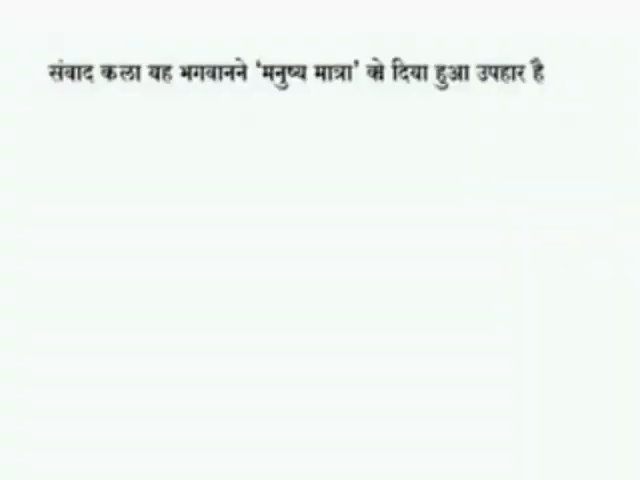 संवाद कला यह भगवानने ‘मनुष्य मात्रा’ को दिया हुआ उपहार है